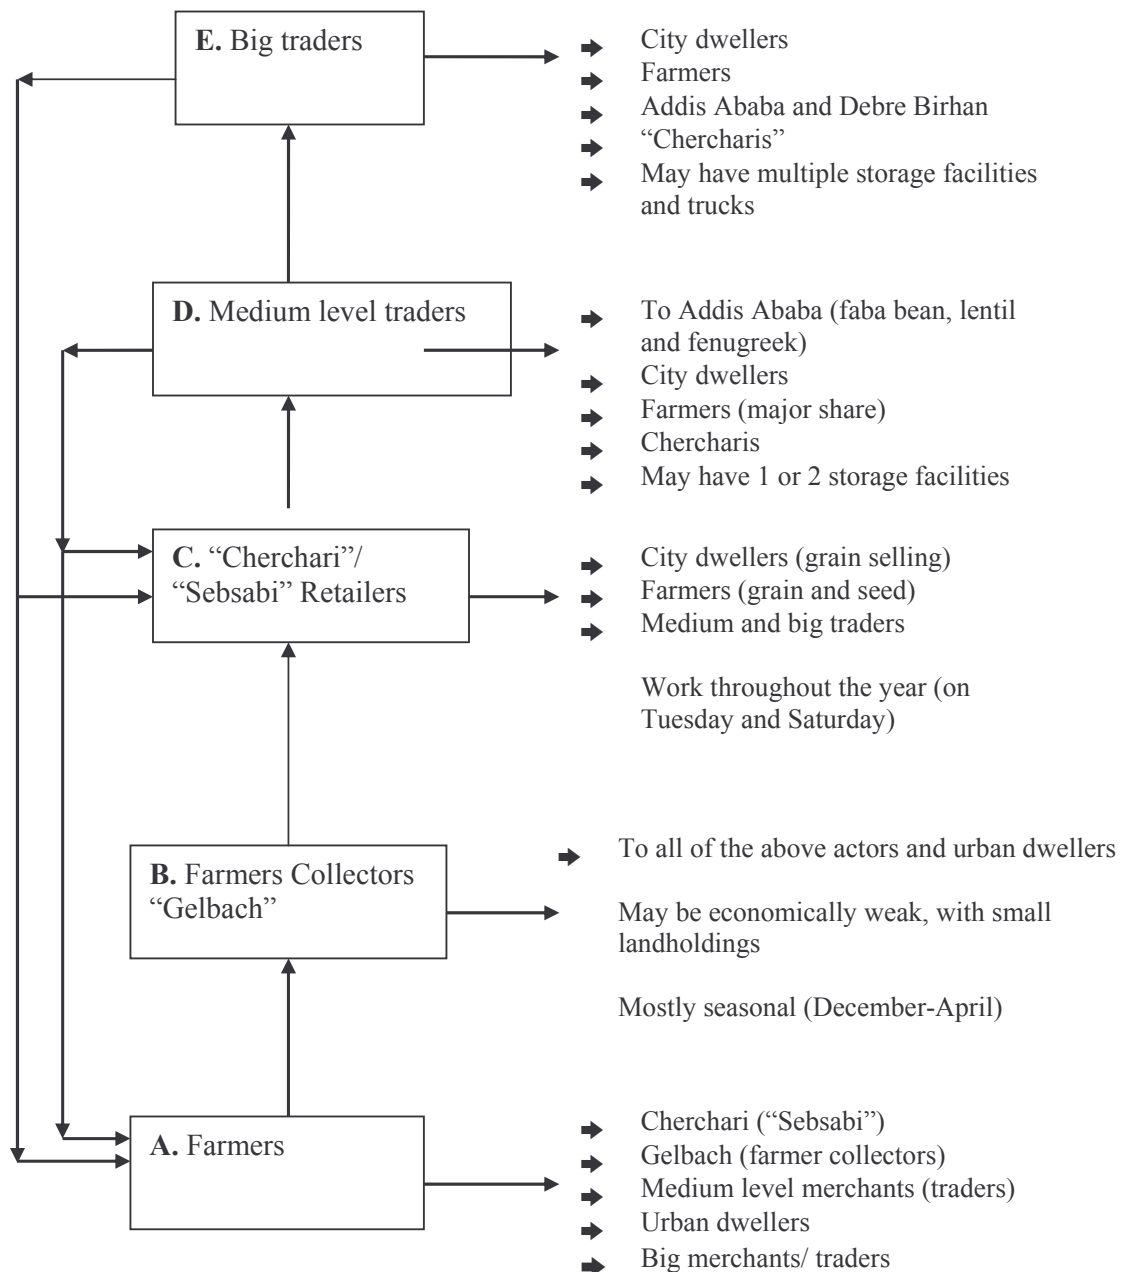 E. Big traders
City dwellers
Farmers
Addis Ababa and Debre Birhan
“Chercharis”
May have multiple storage facilities
and trucks
D. Medium level traders
To Addis Ababa (faba bean, lentil
and fenugreek)
City dwellers
Farmers (major share)
Chercharis
May have 1 or 2 storage facilities
C. “Cherchari”/
“Sebsabi” Retailers
City dwellers (grain selling)
Farmers (grain and seed)
Medium and big traders
Work throughout the year (on
Tuesday and Saturday)
B. Farmers Collectors
“Gelbach”
To all of the above actors and urban dwellers
May be economically weak, with small
landholdings
Mostly seasonal (December-April)
A. Farmers
Cherchari (“Sebsabi”)
Gelbach (farmer collectors)
Medium level merchants (traders)
Urban dwellers
Big merchants/ traders